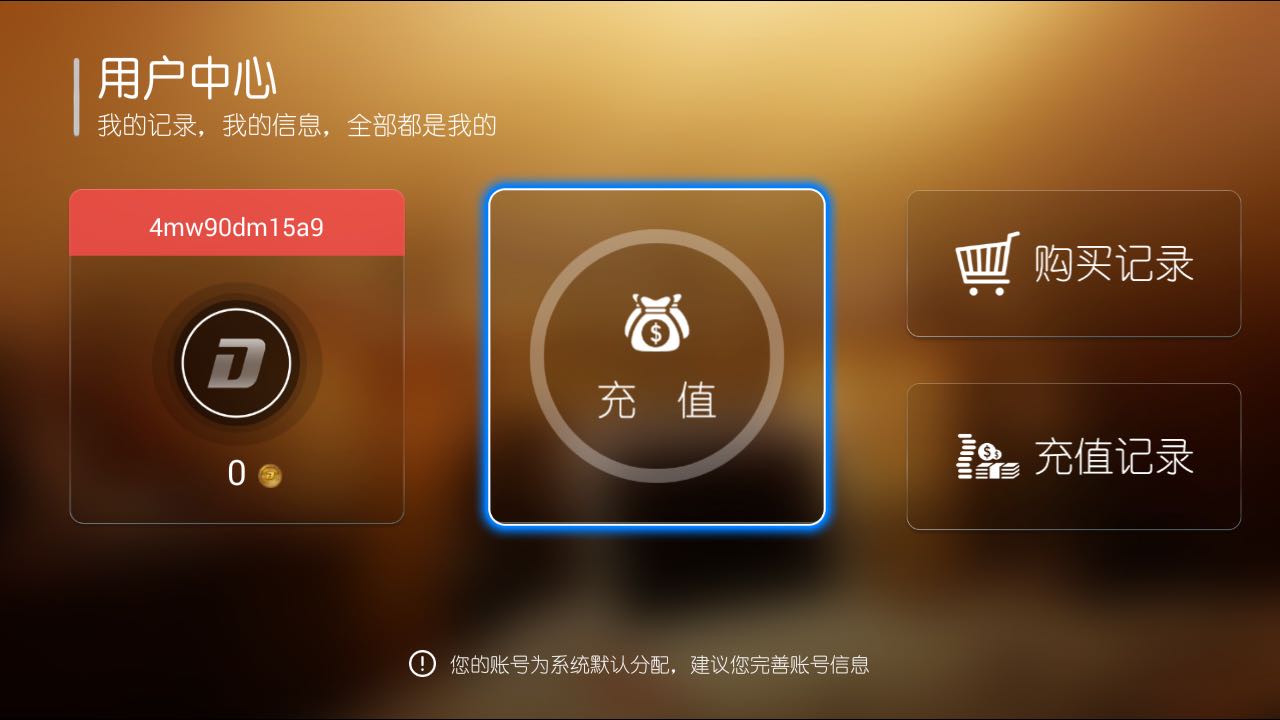 用户中心
我的记录，我的信息，全部都是我的
4mw90dm15a9
D
0
充 值
购买记录
充值记录
您的账号为系统默认分配，建议您完善账号信息